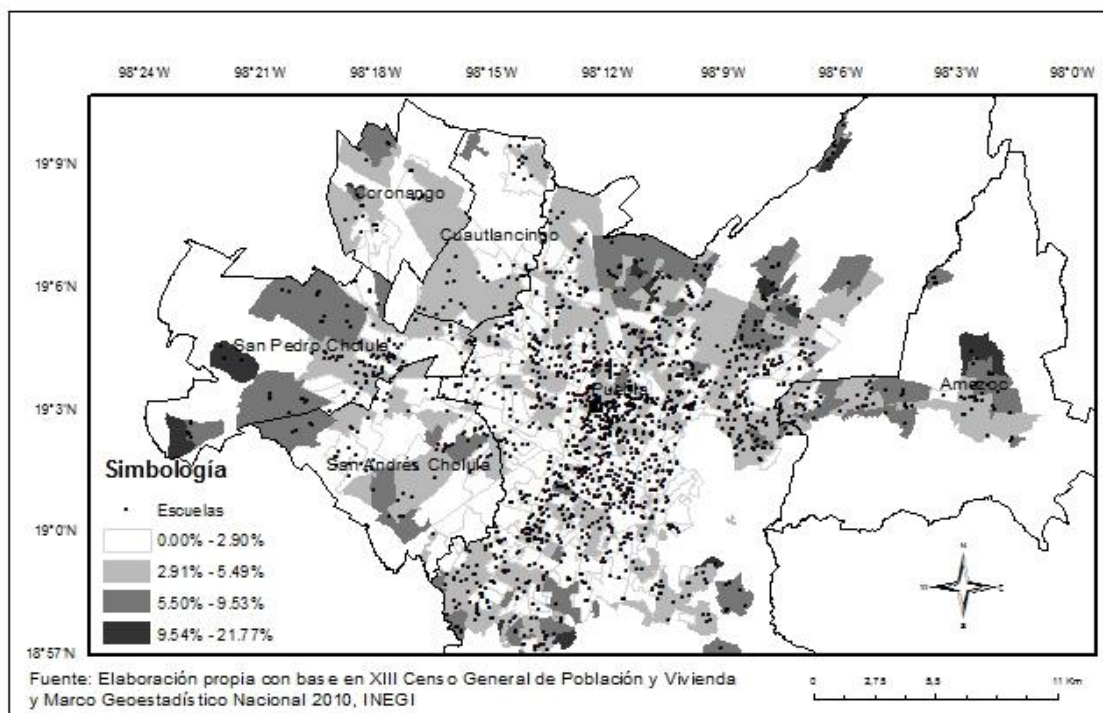 98°24'W 98°21'W 98°18'W 98°15'W 98°12'W 98°9'W 98°6'W 98°3'W 98°0'W
19°9'N
Coronango
Cuautlancingo
19°6'N
San Pedro Cholula
Puebla
Amozoc
19°3'N
San Andrés Cholula
Simbología
Escuelas
19°0'N
0.00% - 2.90%
2.91% - 5.49%
5.50% - 9.53%
9.54% - 21.77%
N
E
S
18°57'N
Fuente: Elaboración propia con base en XIII Censo General de Población y Vivienda
y Marco Geoestadístico Nacional 2010, INEGI
0 2,75 5,5 11 Km